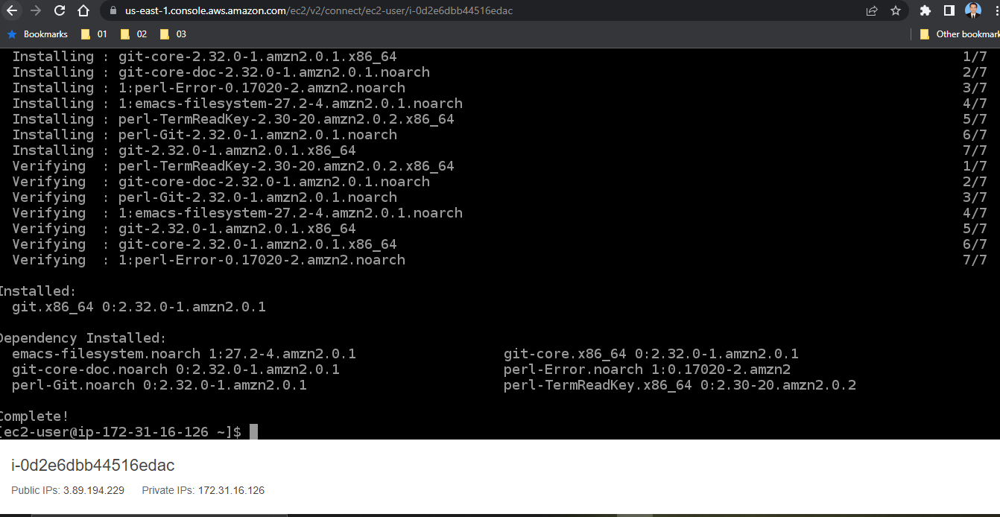 us-east-1.console.aws.amazon.com/ec2/v2/connect/ec2-user/i-0d2e6dbb44516edac
Bookmarks 01 02 03 Other bookmark
Installing : git-core-2.32.0-1.amzn2.0.1.x86_64 1/7
Installing : git-core-doc-2.32.0-1.amzn2.0.1.noarch 2/7
Installing : 1:perl-Error-0.17020-2.amzn2.noarch 3/7
Installing : 1:emacs-filesystem-27.2-4.amzn2.0.1.noarch 4/7
Installing : perl-TermReadKey-2.30-20.amzn2.0.2.x86_64 5/7
Installing : perl-Git-2.32.0-1.amzn2.0.1.noarch 6/7
Installing : git-2.32.0-1.amzn2.0.1.x86_64 7/7
Verifying : perl-TermReadKey-2.30-20.amzn2.0.2.x86_64 1/7
Verifying : git-core-doc-2.32.0-1.amzn2.0.1.noarch 2/7
Verifying : perl-Git-2.32.0-1.amzn2.0.1.noarch 3/7
Verifying : 1:emacs-filesystem-27.2-4.amzn2.0.1.noarch 4/7
Verifying : git-2.32.0-1.amzn2.0.1.x86_64 5/7
Verifying : git-core-2.32.0-1.amzn2.0.1.x86_64 6/7
Verifying : 1:perl-Error-0.17020-2.amzn2.noarch 7/7
Installed:
git.x86_64 0:2.32.0-1.amzn2.0.1
Dependency Installed:
emacs-filesystem.noarch 1:27.2-4.amzn2.0.1 git-core.x86_64 0:2.32.0-1.amzn2.0.1
git-core-doc.noarch 0:2.32.0-1.amzn2.0.1 perl-Error.noarch 1:0.17020-2.amzn2
perl-Git.noarch 0:2.32.0-1.amzn2.0.1 perl-TermReadKey.x86_64 0:2.30-20.amzn2.0.2
Complete!
[ec2-user@ip-172-31-16-126 ~]$
i-0d2e6dbb44516edac
Public IPs: 3.89.194.229 Private IPs: 172.31.16.126